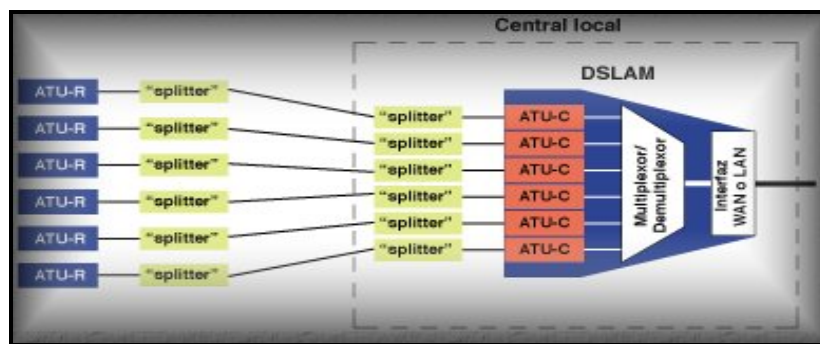 Central local
DSLAM
ATU-R "splitter"
ATU-R "splitter"
ATU-R "splitter"
ATU-R "splitter"
ATU-R "splitter"
ATU-R "splitter"
"splitter" ATU-C
"splitter" ATU-C
"splitter" ATU-C
"splitter" ATU-C
"splitter" ATU-C
"splitter" ATU-C
Multiplexor/
Demultiplexor
Interfaz
WAN o LAN